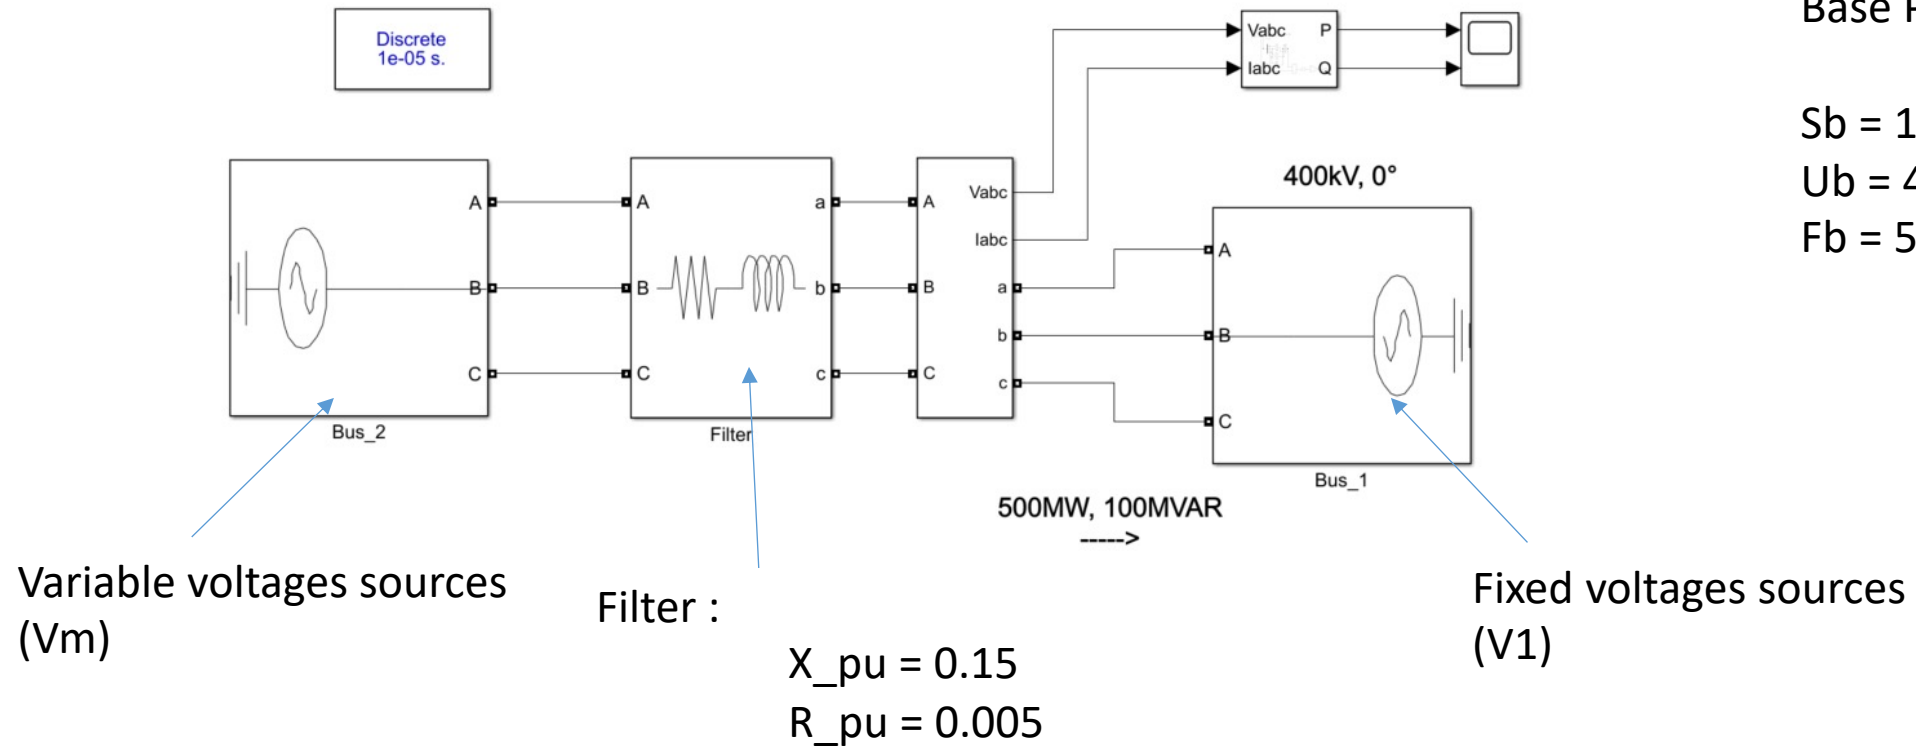 Base
Discrete
1e-05 s.
Vabc
P
Iabc
Q
Sb = 1
Ub = 4
Fb = 5
400kV, 0°
A
A
a
A
Vabc
Iabc
A
B
B
b
B
a
b
B
C
C
c
C
c
C
Bus_2
Filter
Bus_1
500MW, 100MVAR
----->
Variable voltages sources
(Vm)
Filter :
X_pu = 0.15
R_pu = 0.005
Fixed voltages sources
(V1)